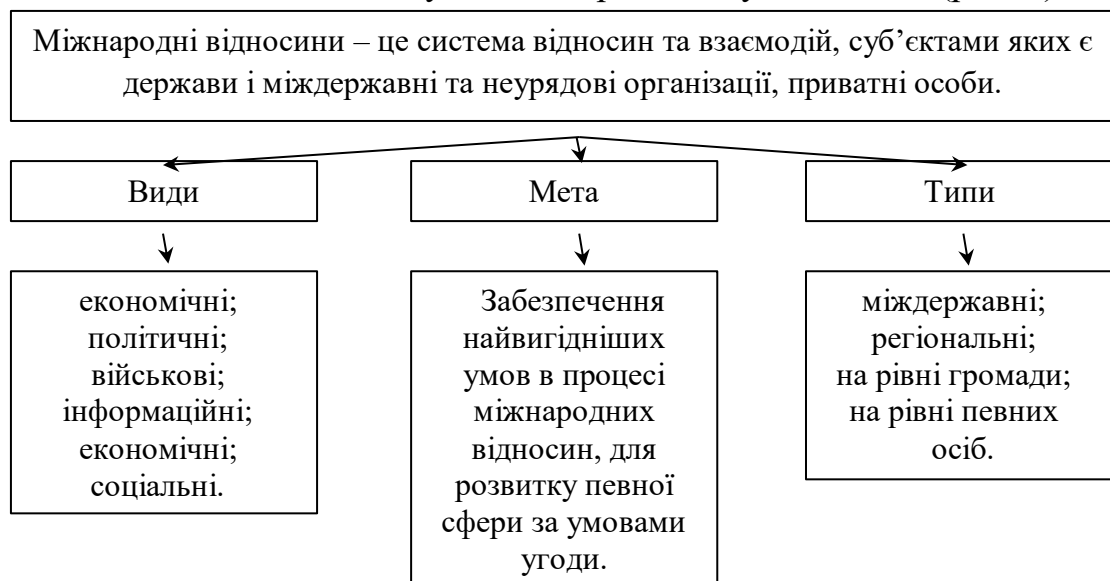 Міжнародні відносини – це система відносин та взаємодій, суб’єктами яких є
держави і міждержавні та неурядові організації, приватні особи.
Види
Мета
Типи
економічні;
політичні;
військові;
інформаційні;
економічні;
соціальні.
Забезпечення
найвигідніших
умов в процесі
міжнародних
відносин, для
розвитку певної
сфери за умовами
угоди.
міждержавні;
регіональні;
на рівні громади;
на рівні певних
осіб.